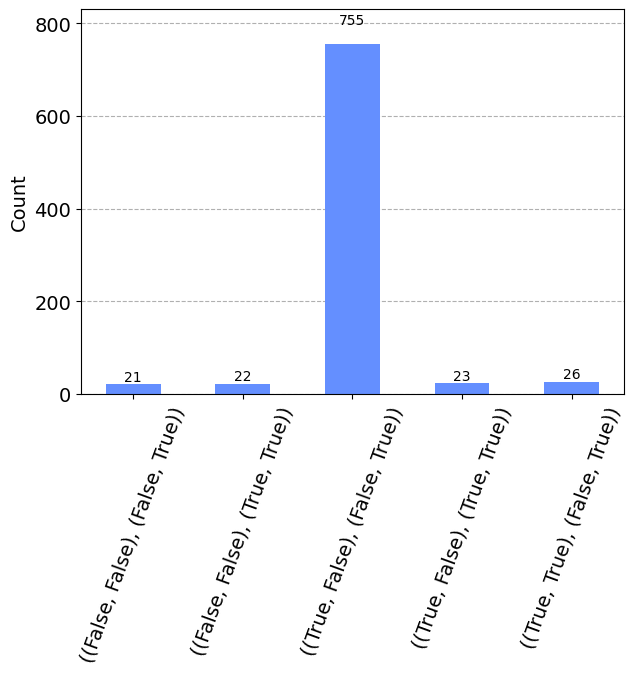 Count
800
600
400
200
0
21
22
755
23
26
((False, False), (False, True))
((False, False), (True, True))
((True, False), (False, True))
((True, False), (True, True))
((True, True), (False, True))